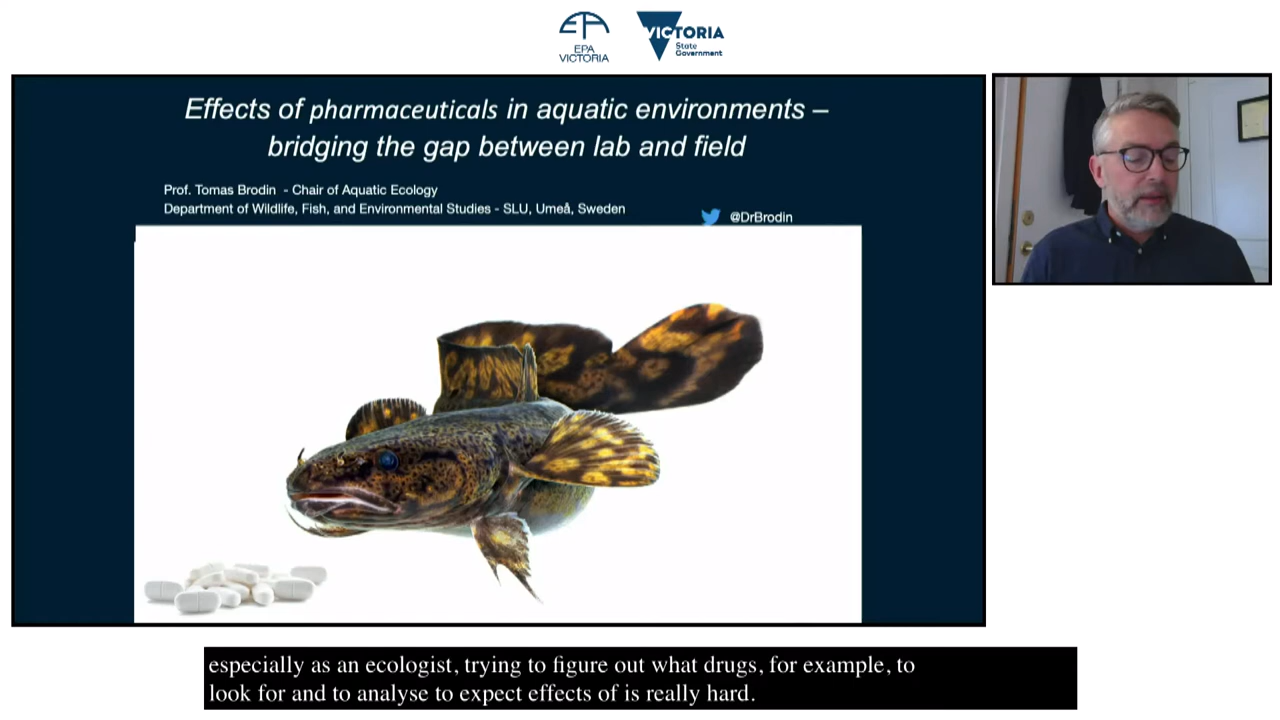 EPA
VICTORIA
VICTORIA
State
Government
Effects of pharmaceuticals in aquatic environments –
bridging the gap between lab and field
Prof. Tomas Brodin - Chair of Aquatic Ecology
Department of Wildlife, Fish, and Environmental Studies - SLU, Umeå, Sweden
@DrBrodin
especially as an ecologist, trying to figure out what drugs, for example, to
look for and to analyse to expect effects of is really hard.